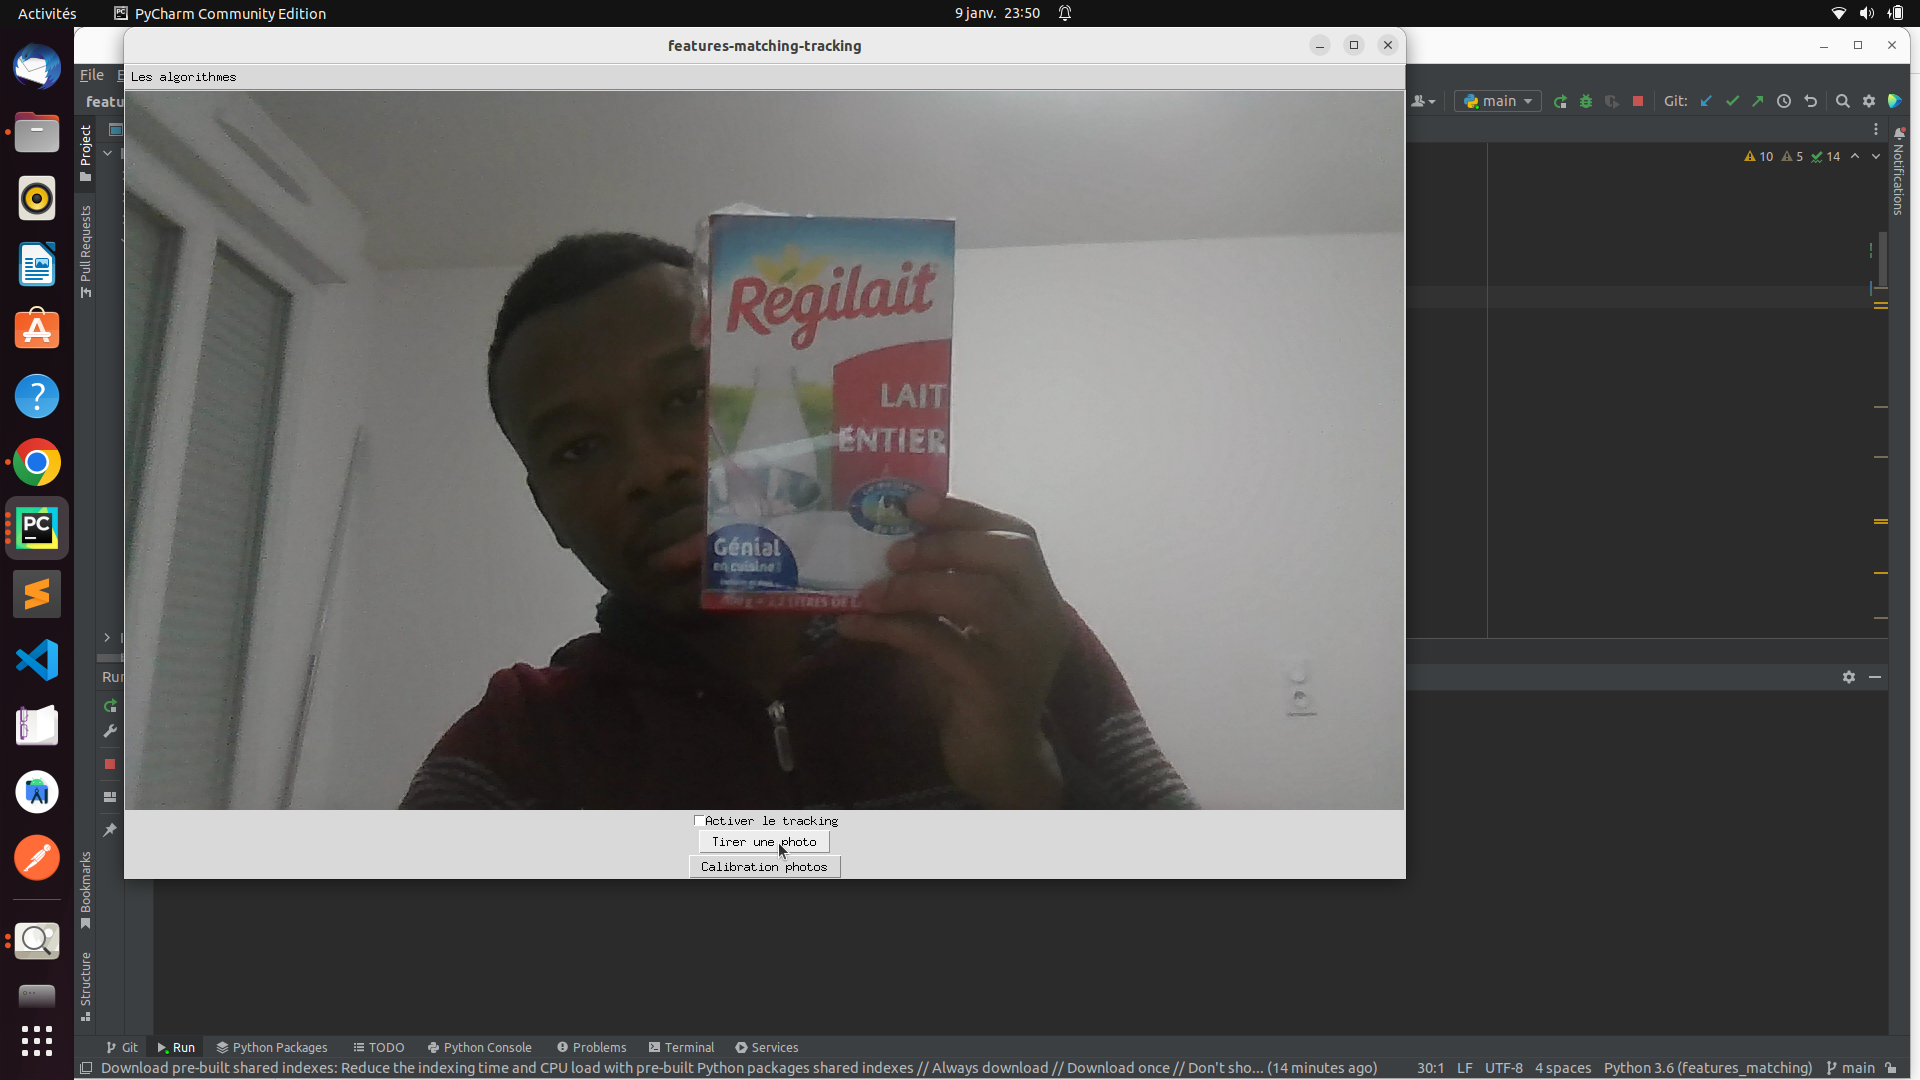 Activités
PyCharm Community Edition
9 janv. 23:50
features-matching-tracking
Les algorithmes
File
featu
main
Git:
10
5
14
Project
Pull Requests
Notifications
Regilait
LAIT
ENTIER
Génial
en cuisine !
LITRES DE
Run
Activer le tracking
Tirer une photo
Calibration photos
Bookmarks
Structure
Git
Run
Python Packages
TODO
Python Console
Problems
Terminal
Services
Download pre-built shared indexes: Reduce the indexing time and CPU load with pre-built Python packages shared indexes // Always download // Download once // Don't sho... (14 minutes ago)
30:1
LF
UTF-8
4 spaces
Python 3.6 (features_matching)
main